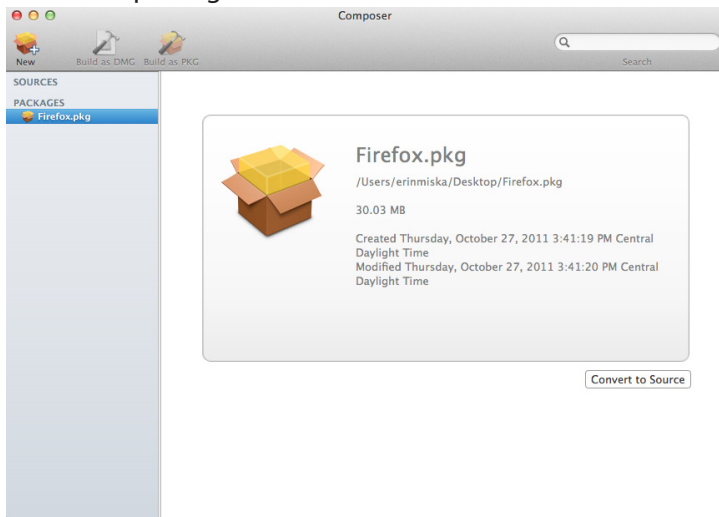 Composer
New
Build as DMG
Build as PKG
Search
SOURCES
PACKAGES
Firefox.pkg
Firefox.pkg
/Users/erinmiska/Desktop/Firefox.pkg
30.03 MB
Created Thursday, October 27, 2011 3:41:19 PM Central
Daylight Time
Modified Thursday, October 27, 2011 3:41:20 PM Central
Daylight Time
Convert to Source